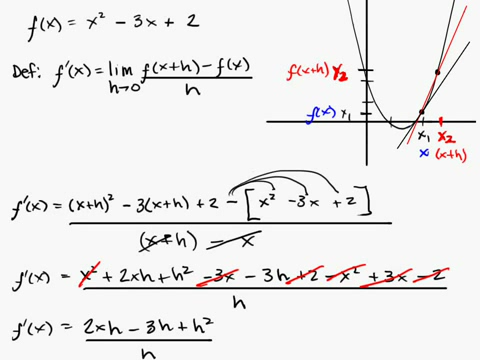 f(x) = x² - 3x + 2
Def: f'(x) = lim h→0 f(x+h) - f(x) / h
f(x+h) x₂
f(x) x₁
x₁ x₂
x (x+h)
f'(x) = (x+h)² - 3(x+h) + 2 - [x² - 3x + 2]
(x+h) - x
f'(x) = x² + 2xh + h² - 3x - 3h + 2 - x² + 3x - 2
h
f'(x) = 2xh - 3h + h²
h